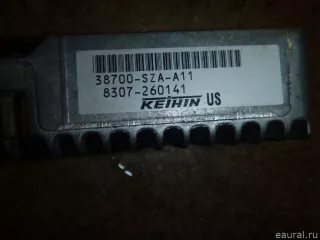 38700-SZA-A11
8307-260141
KEIHIN US
eaural.ru